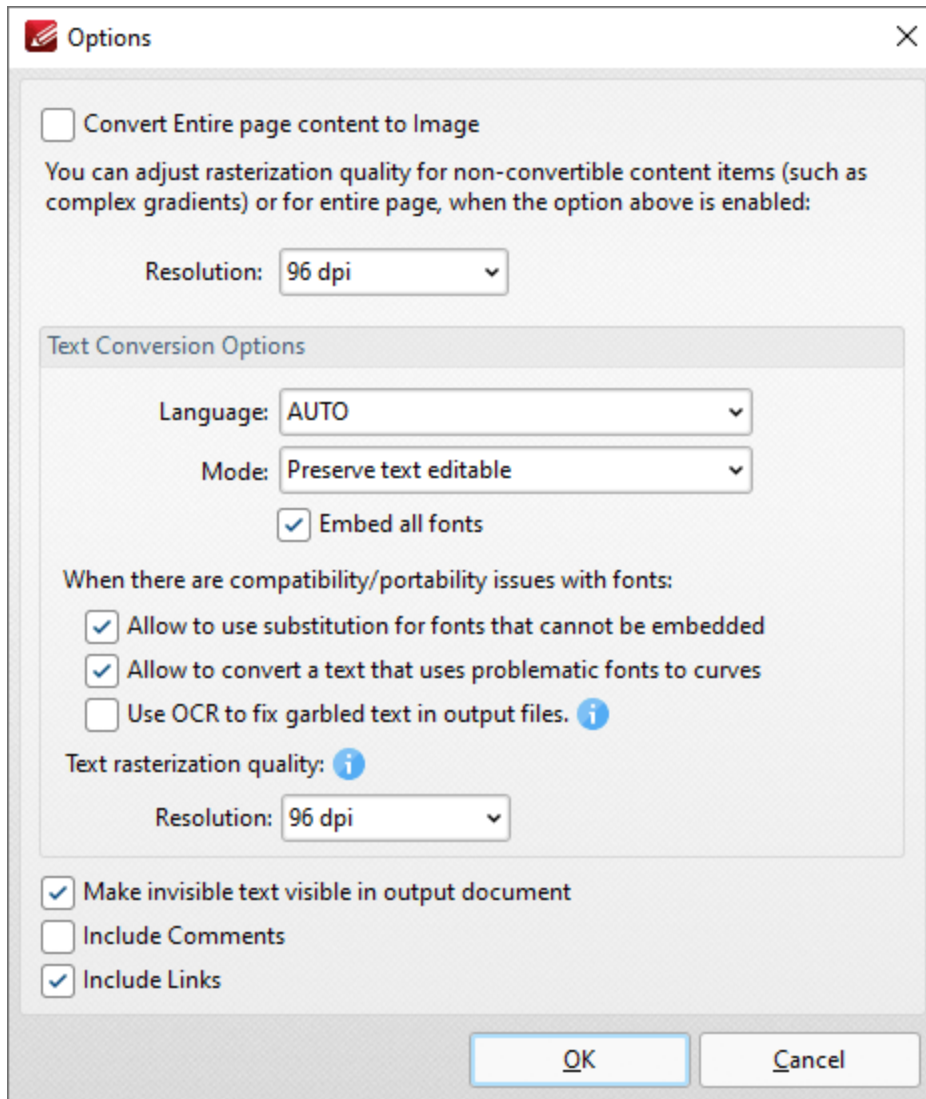 Options
Convert Entire page content to Image
You can adjust rasterization quality for non-convertible content items (such as
complex gradients) or for entire page, when the option above is enabled:
Resolution: 96 dpi
Text Conversion Options
Language: AUTO
Mode: Preserve text editable
Embed all fonts
When there are compatibility/portability issues with fonts:
Allow to use substitution for fonts that cannot be embedded
Allow to convert a text that uses problematic fonts to curves
Use OCR to fix garbled text in output files. i
Text rasterization quality: i
Resolution: 96 dpi
Make invisible text visible in output document
Include Comments
Include Links
OK Cancel